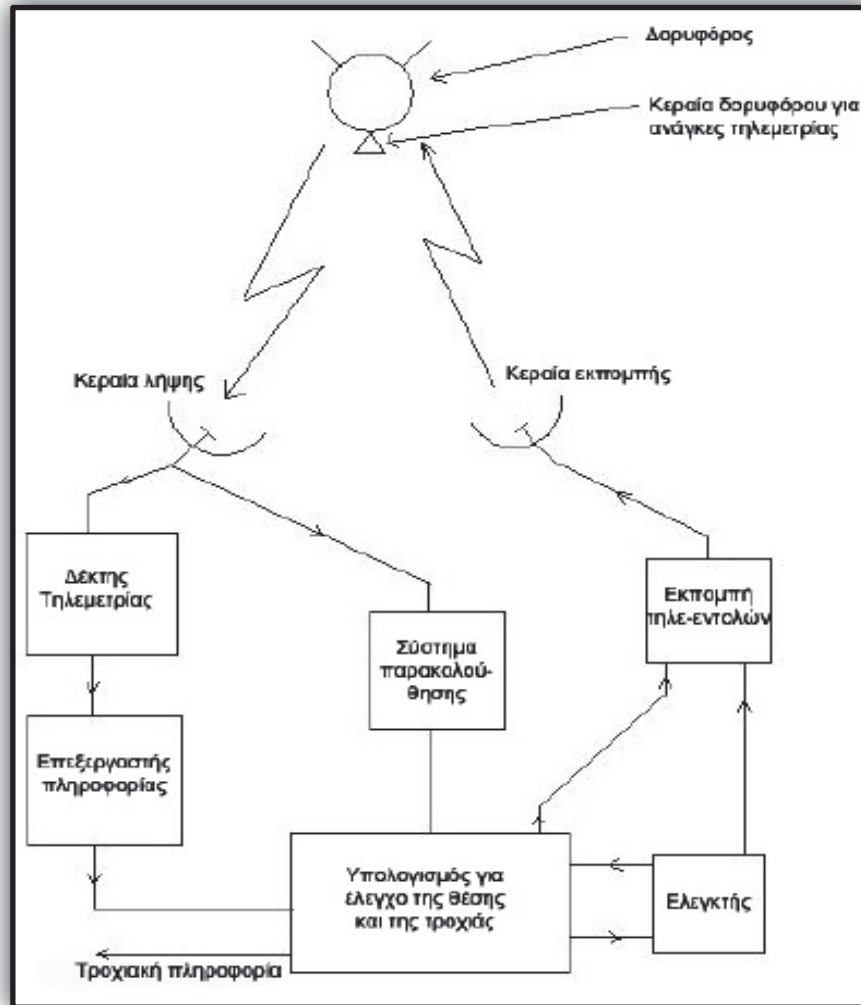 Δορυφόρος
Κεραία δορυφόρου για
ανάγκες τηλεμετρίας
Κεραία λήψης
Κεραία εκπομπής
Δέκτης
Τηλεμετρίας
Εκπομπή
τηλε-εντολών
Σύστημα
παρακολού-
θησης
Επεξεργαστής
πληροφορίας
Υπολογισμός για
έλεγχο της θέσης
και της τροχιάς
Ελεγκτής
Τροχιακή πληροφορία